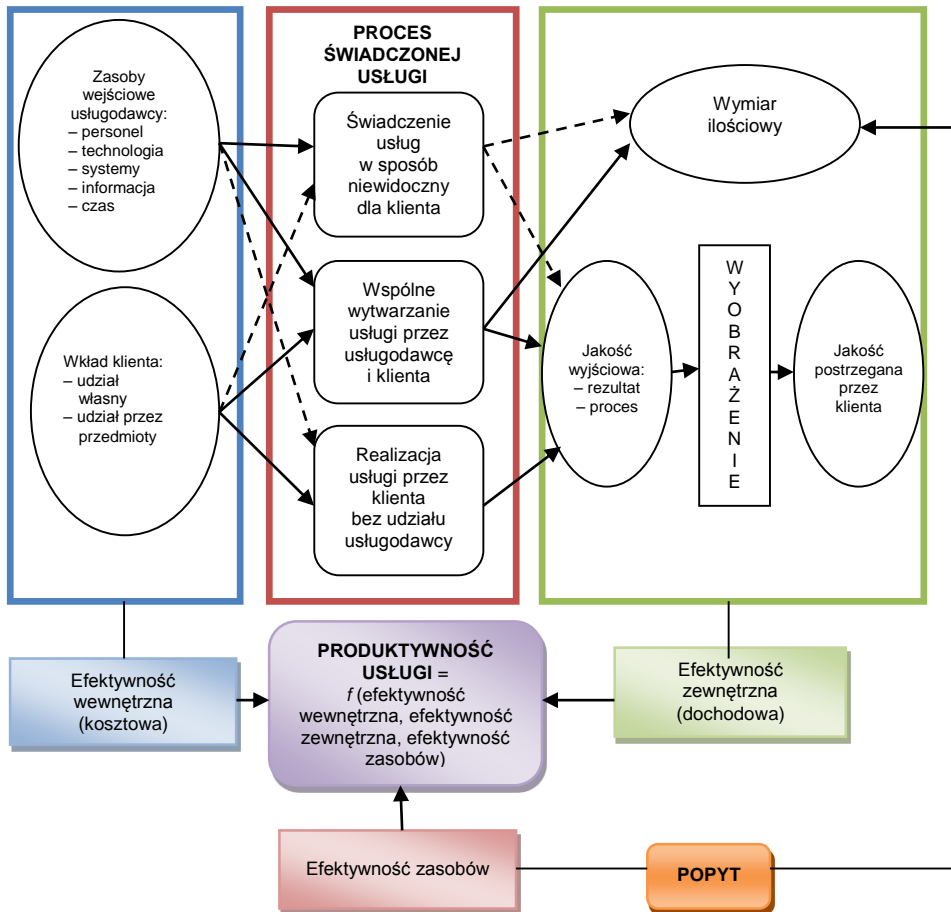 Zasoby
wejściowe
usługodawcy:
– personel
– technologia
– systemy
– informacja
– czas
Wkład klienta:
– udział
własny
– udział przez
przedmioty
PROCES
ŚWIADCZONEJ
USŁUGI
Świadczenie
usług
w sposób
niewidoczny
dla klienta
Wspólne
wytwarzanie
usługi przez
usługodawcę
i klienta
Realizacja
usługi przez
klienta
bez udziału
usługodawcy
Wymiar
ilościowy
Jakość
wyjściowa:
– rezultat
– proces
W
Y
O
B
R
A
Ż
E
N
I
E
Jakość
postrzegana
przez
klienta
Efektywność
wewnętrzna
(kosztowa)
PRODUKTYWNOŚĆ
USŁUGI =
f (efektywność
wewnętrzna, efektywność
zewnętrzna, efektywność
zasobów)
Efektywność
zewnętrzna
(dochodowa)
Efektywność zasobów
POPYT